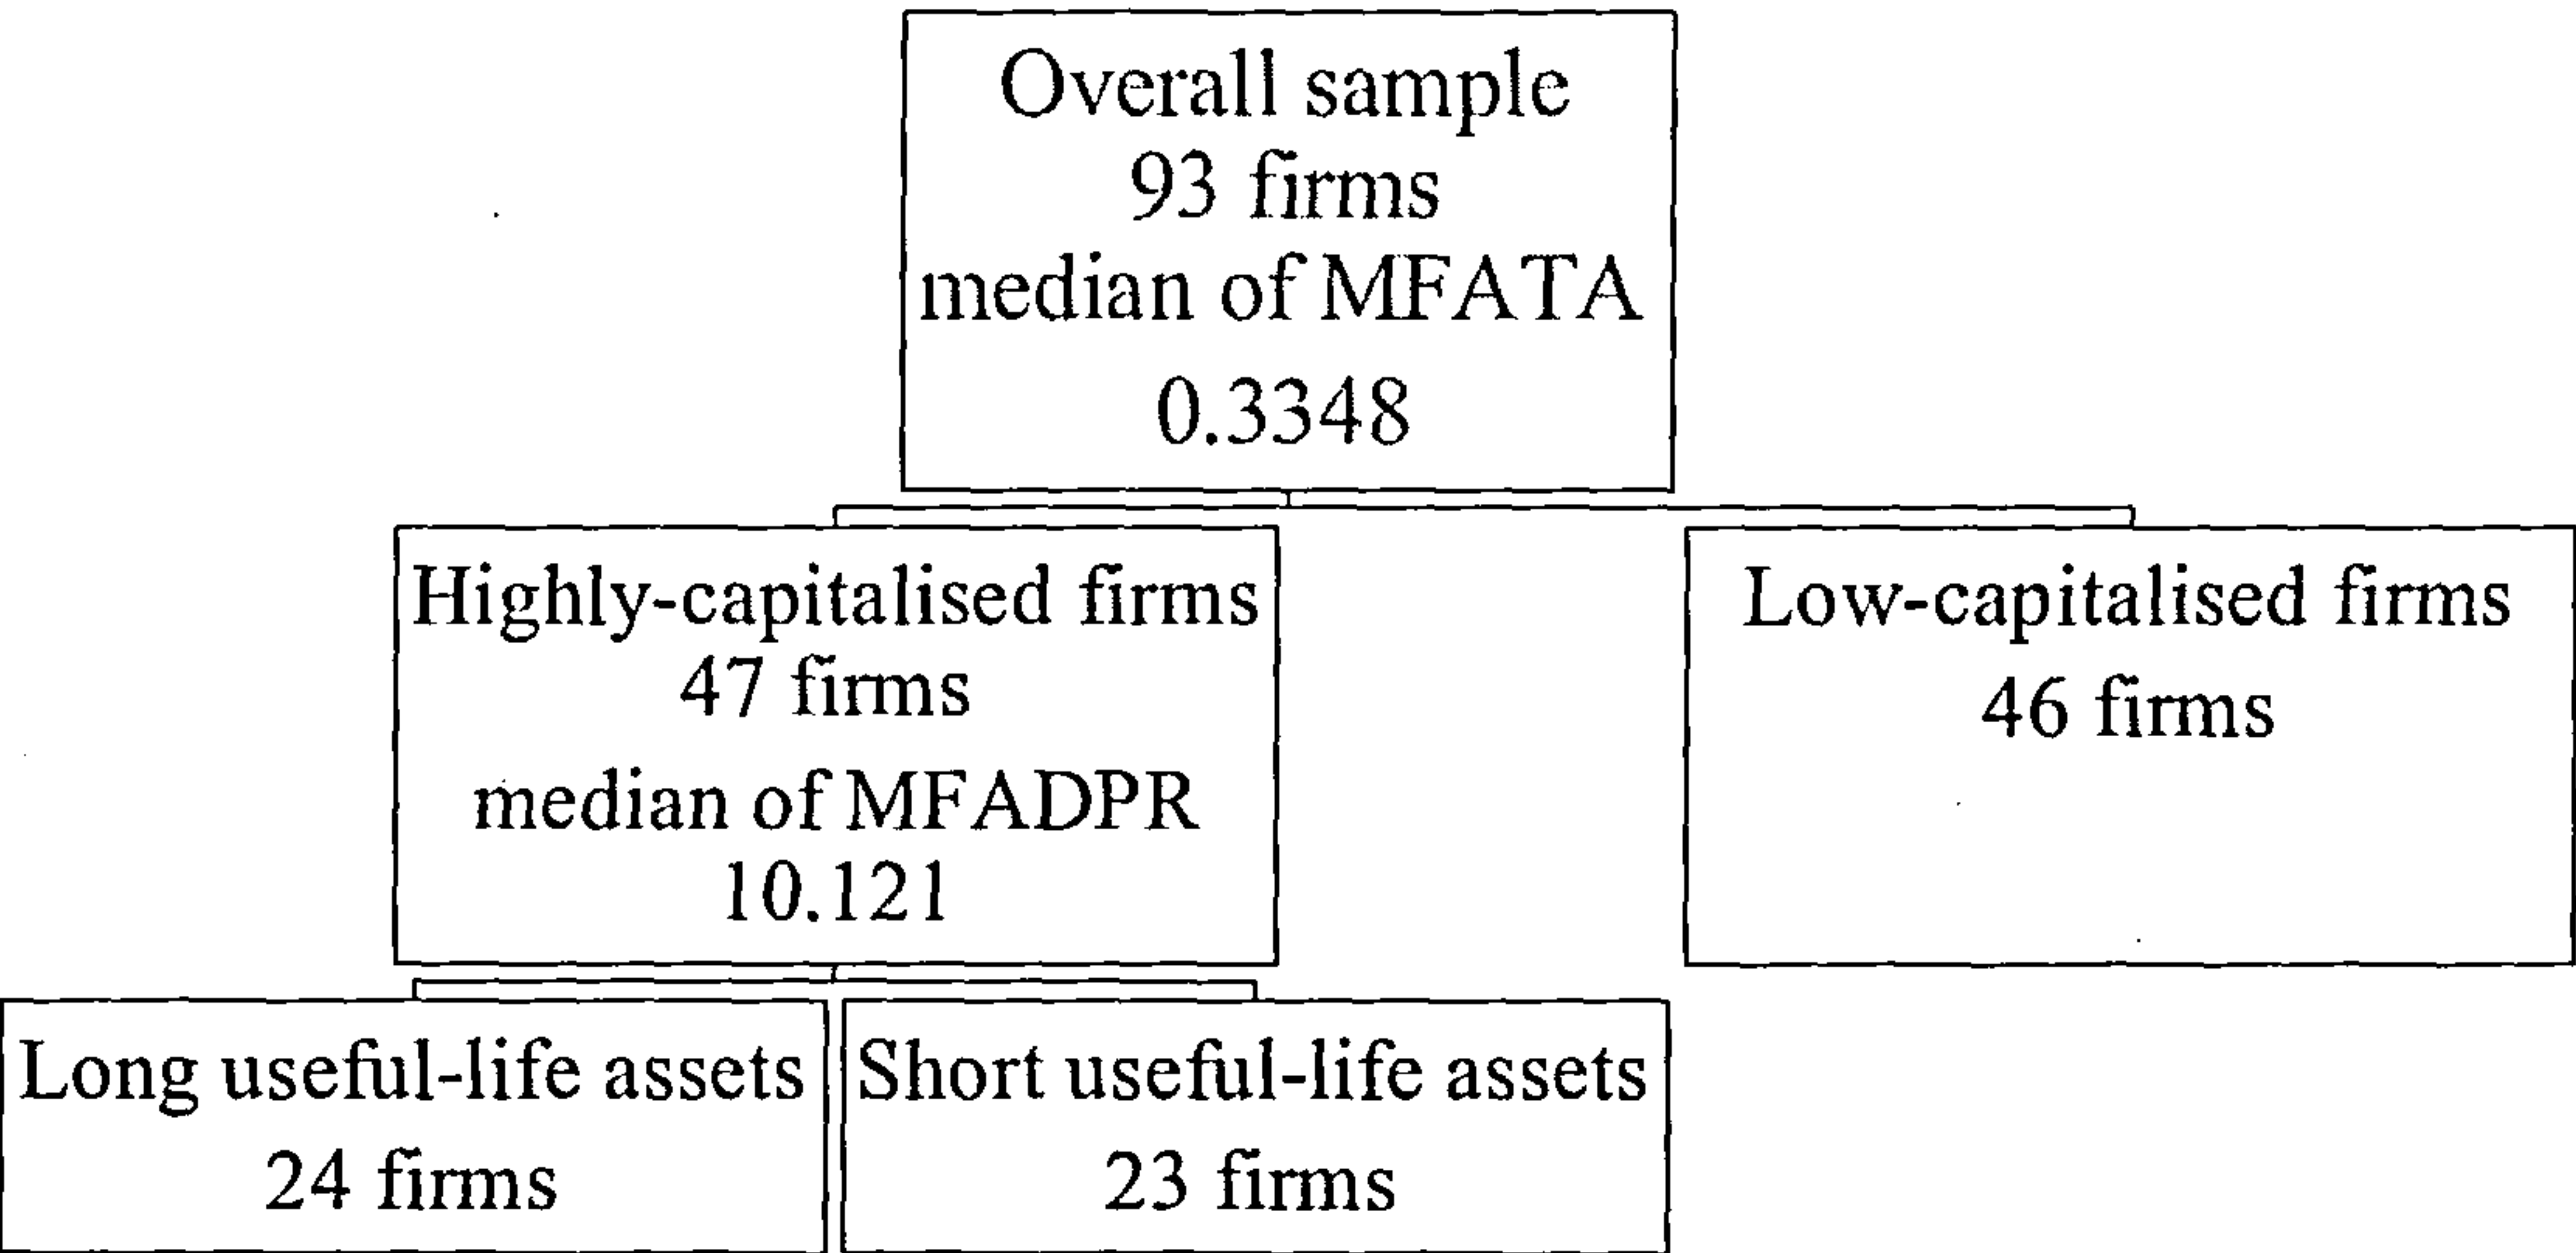 Overall sample
93 firms
median of MFATA
0.3348
Highly-capitalised firms
47 firms
median of MFADPR
10.121
Low-capitalised firms
46 firms
Long useful-life assets
24 firms
Short useful-life assets
23 firms